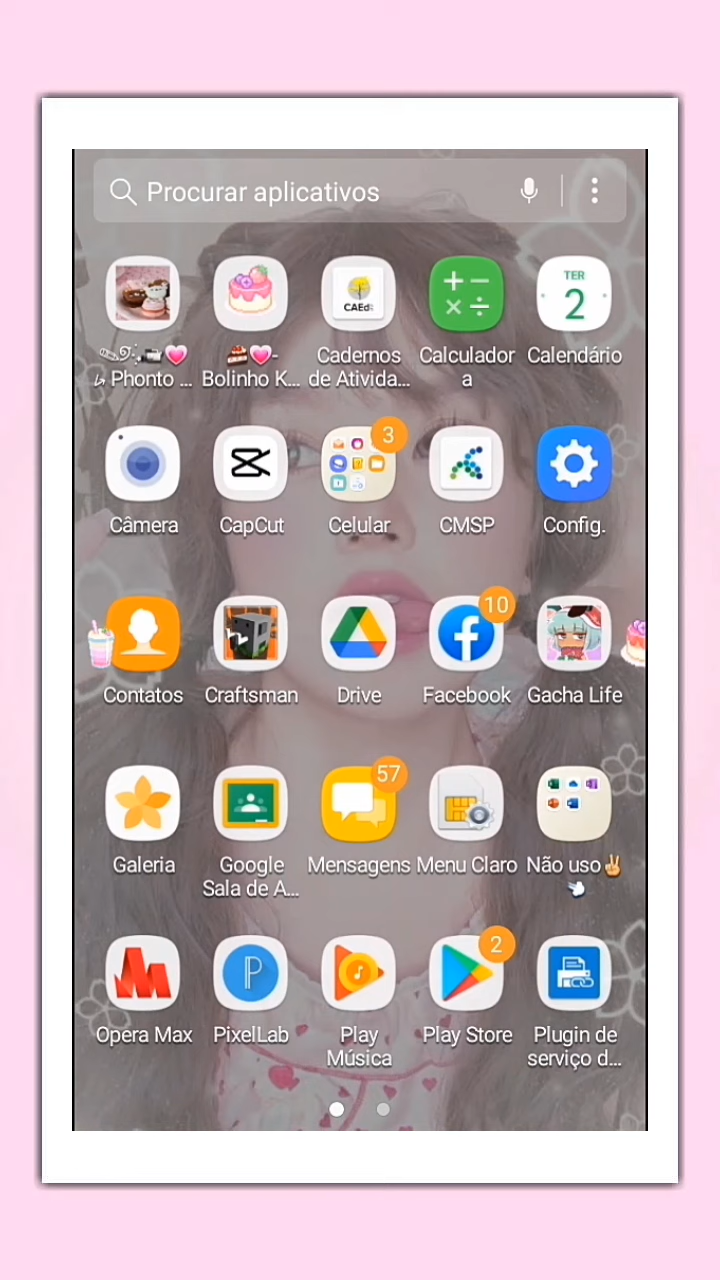 Procurar aplicativos
TER
2
CAEd
Phonto ...
Bolinho K...
Cadernos
de Ativida...
Calculador
a
Calendário
3
Câmera
CapCut
Celular
CMSP
Config.
10
Contatos
Craftsman
Drive
Facebook
Gacha Life
57
Galeria
Google
Sala de A...
Mensagens
Menu Claro
Não uso✌️
2
Opera Max
PixelLab
Play
Música
Play Store
Plugin de
serviço d...